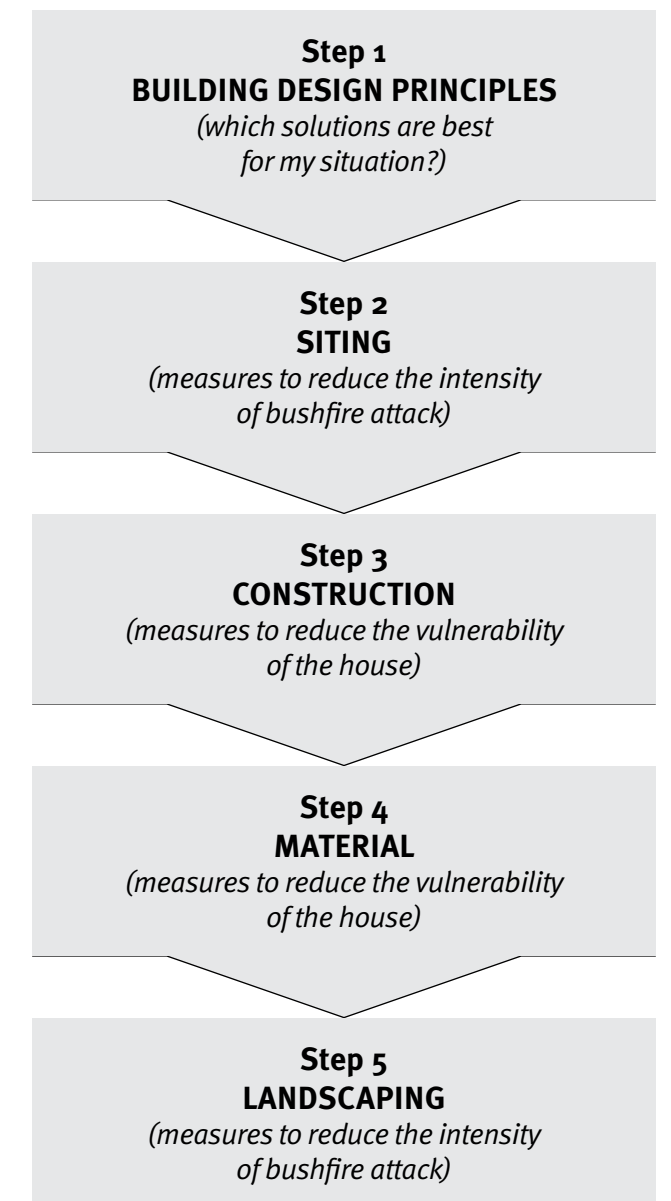 Step 1
BUILDING DESIGN PRINCIPLES
(which solutions are best
for my situation?)
Step 2
SITING
(measures to reduce the intensity
of bushfire attack)
Step 3
CONSTRUCTION
(measures to reduce the vulnerability
of the house)
Step 4
MATERIAL
(measures to reduce the vulnerability
of the house)
Step 5
LANDSCAPING
(measures to reduce the intensity
of bushfire attack)